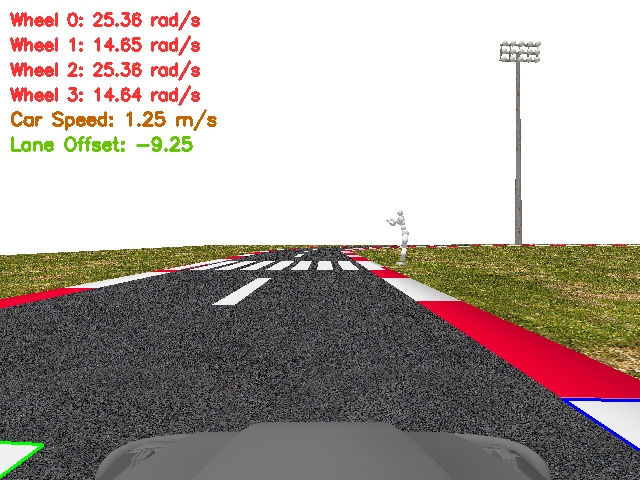 Wheel 0: 25.36 rad/s
Wheel 1: 14.65 rad/s
Wheel 2: 25.36 rad/s
Wheel 3: 14.64 rad/s
Car Speed: 1.25 m/s
Lane Offset: -9.25